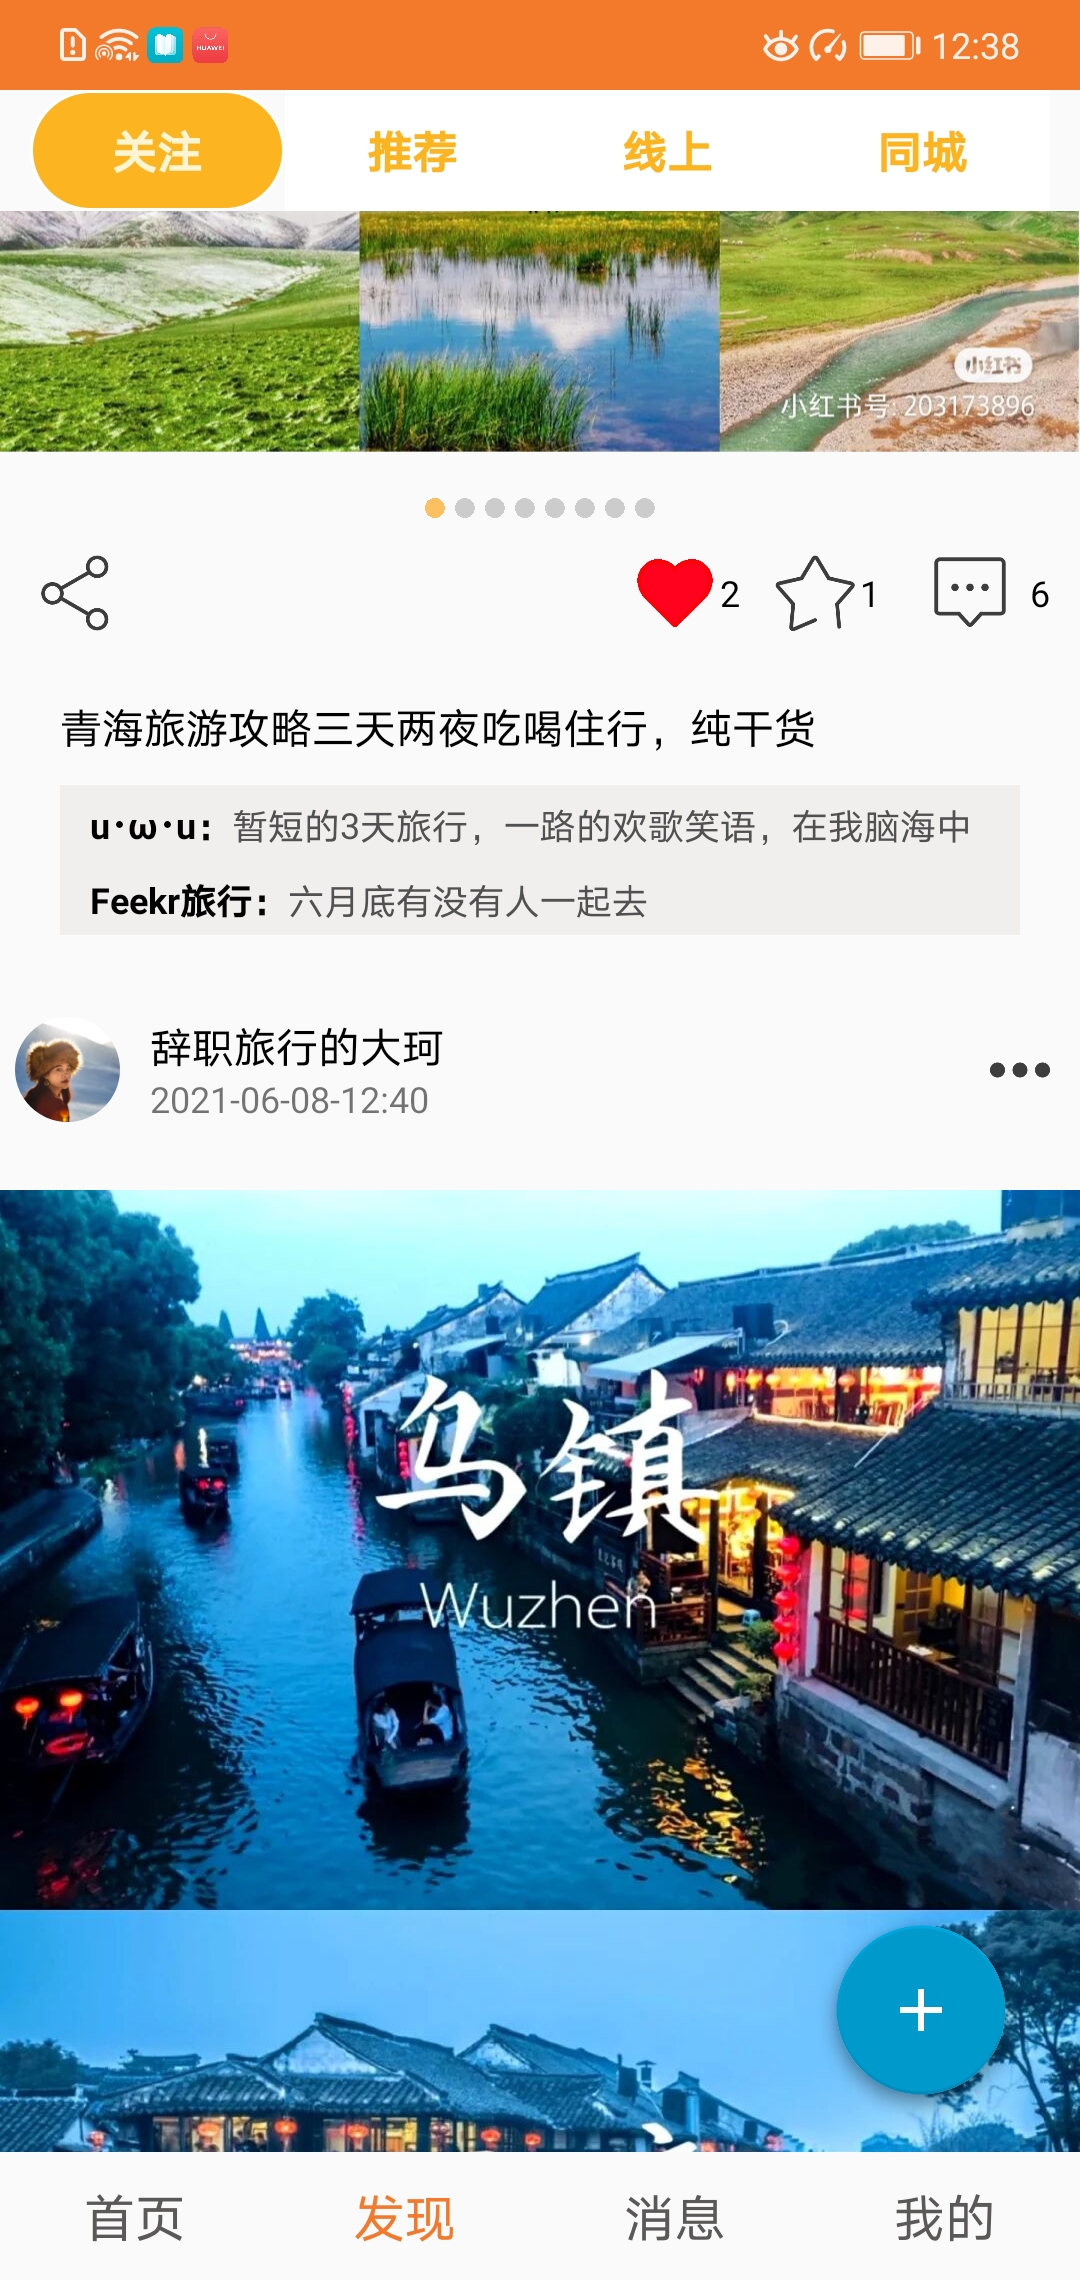 HUAWEI
12:38
关注 推荐 线上 同城
小红书
小红书号: 203173896
2 1 6
青海旅游攻略三天两夜吃喝住行，纯干货
u·ω·u：暂短的3天旅行，一路的欢歌笑语，在我脑海中
Feekr旅行：六月底有没有人一起去
辞职旅行的大珂
2021-06-08-12:40
乌镇
Wuzhen
首页 发现 消息 我的